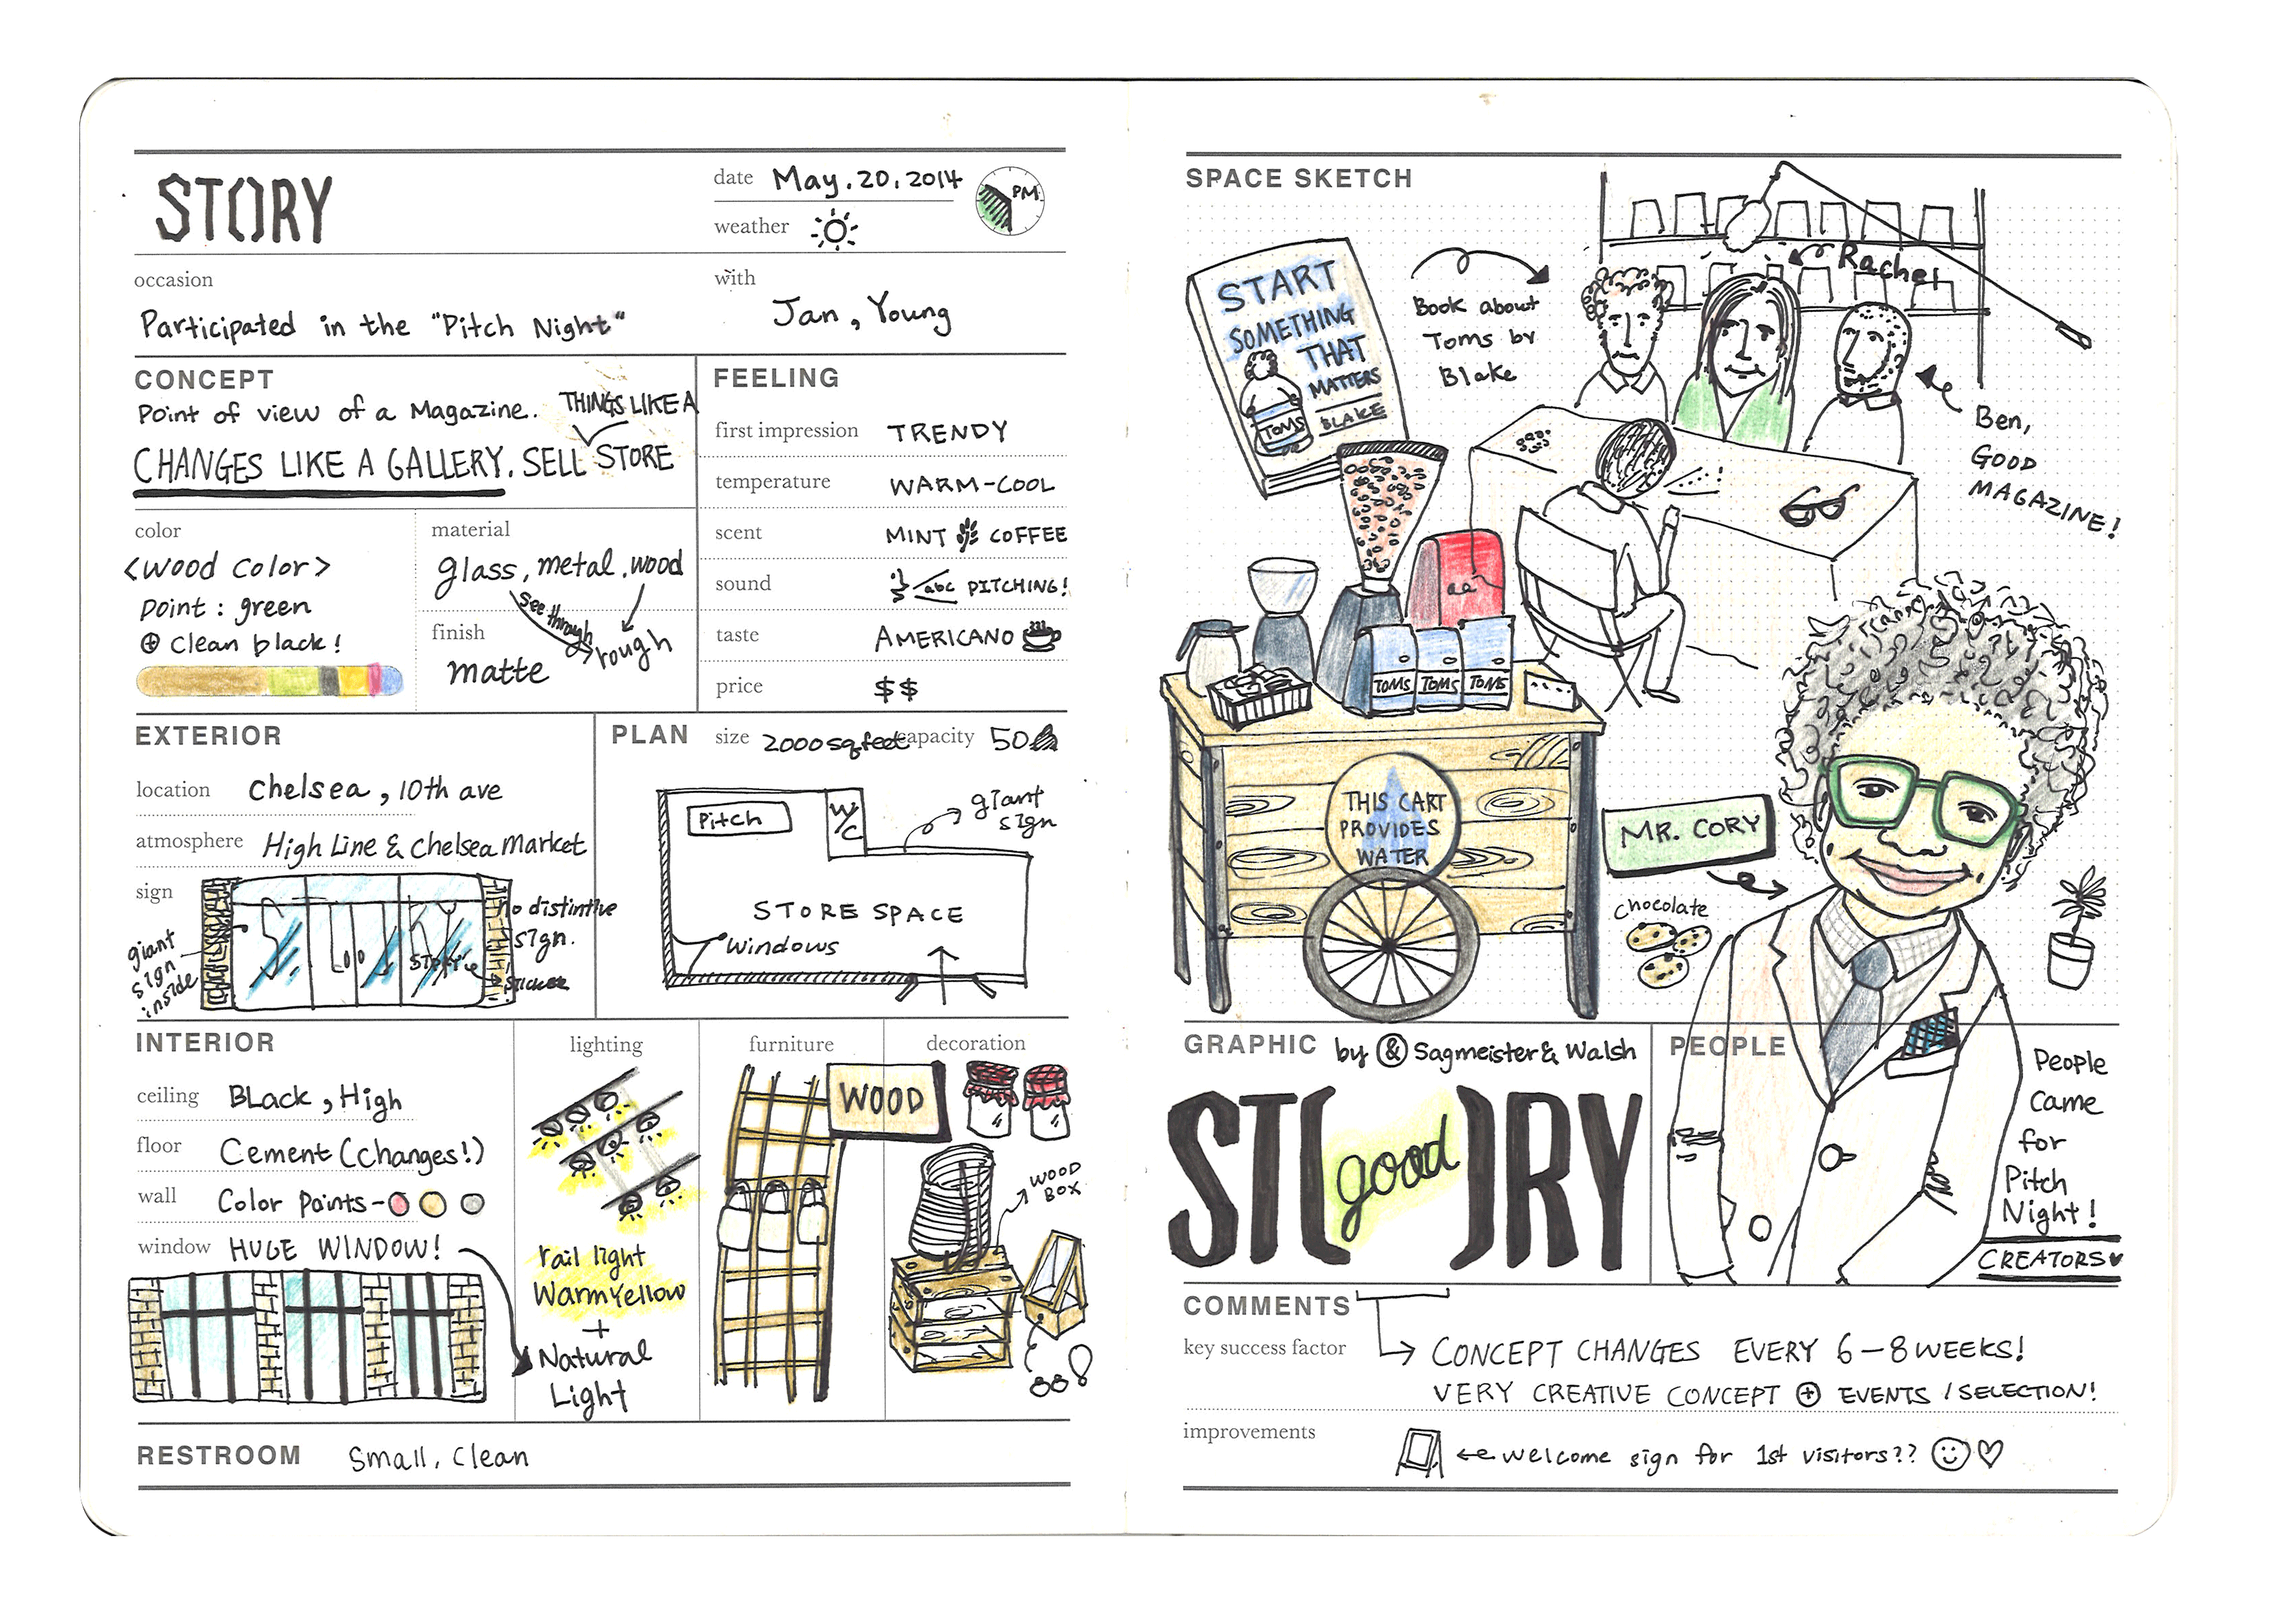 STORY
date May. 20. 2014 PM
weather
occasion
Participated in the "Pitch Night"
with
Jan, Young
CONCEPT
Point of view of a Magazine. THINGS LIKE A
CHANGES LIKE A GALLERY. SELL STORE
color
<wood color>
Point : green
⊕ Clean black!
material
glass, metal, wood
see through
finish
matte
rough
FEELING
first impression TRENDY
temperature WARM-COOL
scent MINT COFFEE
sound abc PITCHING!
taste AMERICANO
price $$
EXTERIOR
location Chelsea, 10th ave
atmosphere High Line & Chelsea Market
sign
giant
sign
inside
STORY
No distintive
sign.
sticker
PLAN size 2000sqfeet capacity 50
Pitch
W/C
giant
sign
STORE SPACE
Windows
INTERIOR
ceiling Black, High
floor Cement (changes!)
wall Color points-
window HUGE WINDOW!
lighting
rail light
Warm Yellow
+
Natural
Light
furniture
WOOD
decoration
WOOD
BOX
RESTROOM Small, Clean
SPACE SKETCH
START
SOMETHING
THAT
MATTERS
BLAKE
TOMS
Book about
Toms by
Blake
Rachel
Ben,
GOOD
MAGAZINE!
TOMS TOMS TOMS
THIS CART
PROVIDES
WATER
MR. CORY
chocolate
GRAPHIC by & Sagmeister & Walsh
ST( good )RY
PEOPLE
People
came
for
Pitch
Night!
CREATORS
COMMENTS
key success factor CONCEPT CHANGES EVERY 6-8 WEEKS!
VERY CREATIVE CONCEPT ⊕ EVENTS / SELECTION!
improvements welcome sign for 1st visitors??